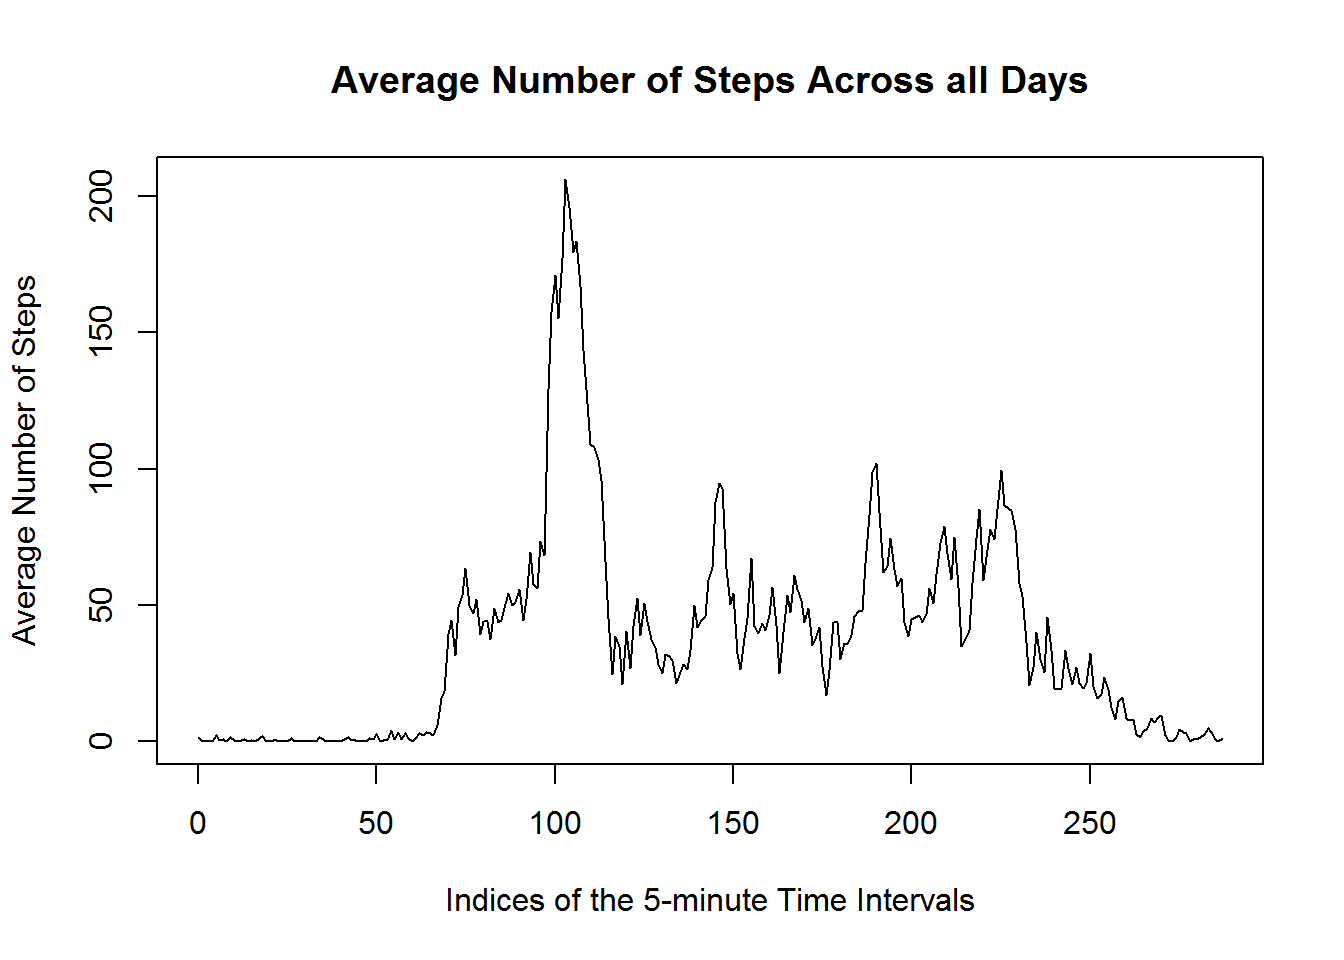 Average Number of Steps Across all Days
Average Number of Steps
200
150
100
50
0
0 50 100 150 200 250
Indices of the 5-minute Time Intervals